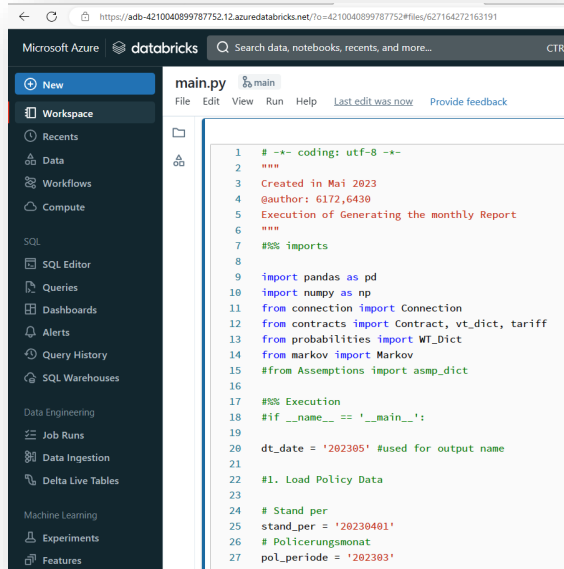 https://adb-4210040899787752.12.azuredatabricks.net/?o=4210040899787752#files/627164272163191
Microsoft Azure databricks
Search data, notebooks, recents, and more...
CTR
New
Workspace
Recents
Data
Workflows
Compute
SQL
SQL Editor
Queries
Dashboards
Alerts
Query History
SQL Warehouses
Data Engineering
Job Runs
Data Ingestion
Delta Live Tables
Machine Learning
Experiments
Features
main.py main
File Edit View Run Help Last edit was now Provide feedback
1 # -*- coding: utf-8 -*-
2 """
3 Created in Mai 2023
4 @author: 6172,6430
5 Execution of Generating the monthly Report
6 """
7 #%% imports
8
9 import pandas as pd
10 import numpy as np
11 from connection import Connection
12 from contracts import Contract, vt_dict, tariff
13 from probabilities import WT_Dict
14 from markov import Markov
15 #from Assemptions import asmp_dict
16
17 #%% Execution
18 #if __name__ == '__main__':
19
20 dt_date = '202305' #used for output name
21
22 #1. Load Policy Data
23
24 # Stand per
25 stand_per = '20230401'
26 # Policerungsmonat
27 pol_periode = '202303'